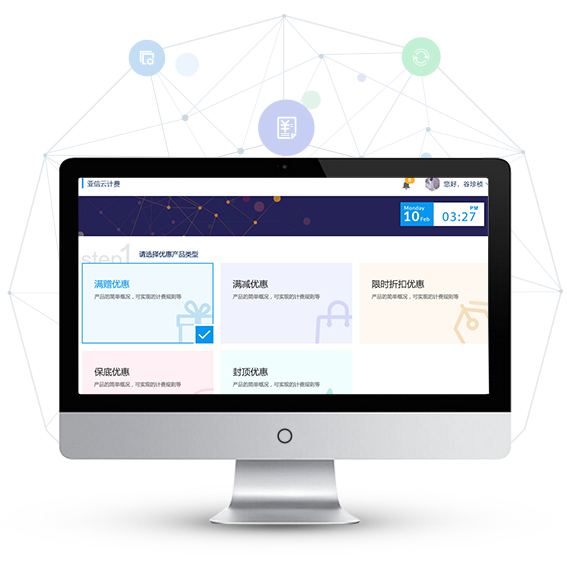 亚信云计费
您好，谷珍桢
Monday
10 Feb
PM
03:27
step1
请选择优惠产品类型
满赠优惠
产品的简单概况，可实现的计费规则等
满减优惠
产品的简单概况，可实现的计费规则等
限时折扣优惠
产品的简单概况，可实现的计费规则等
保底优惠
产品的简单概况，可实现的计费规则等
封顶优惠
产品的简单概况，可实现的计费规则等